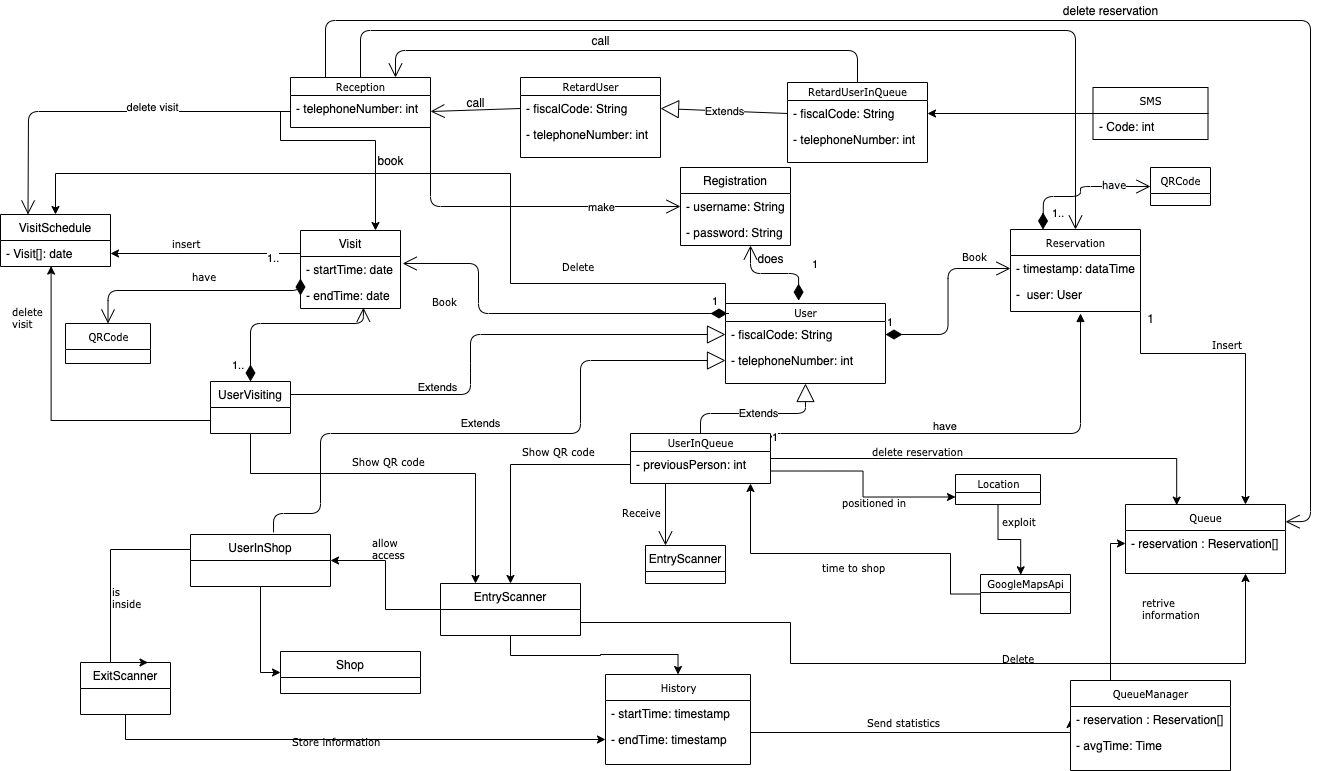 delete reservation
call
Reception
- telephoneNumber: int
call
RetardUser
- fiscalCode: String
- telephoneNumber: int
Extends
RetardUserInQueue
- fiscalCode: String
- telephoneNumber: int
SMS
- Code: int
delete visit
book
make
Registration
- username: String
- password: String
have
QRCode
1..
VisitSchedule
- Visit[]: date
insert
1..
Visit
- startTime: date
- endTime: date
does
1
Reservation
- timestamp: dataTime
- user: User
Book
Delete
have
Book
1
User
- fiscalCode: String
- telephoneNumber: int
1
1
Insert
delete
visit
QRCode
1..
UserVisiting
Extends
Extends
Extends
1
have
UserInQueue
- previousPerson: int
delete reservation
Show QR code
Show QR code
positioned in
Location
exploit
Receive
EntryScanner
time to shop
GoogleMapsApi
Queue
- reservation : Reservation[]
UserInShop
allow
access
is
inside
EntryScanner
retrive
information
Delete
ExitScanner
Shop
History
- startTime: timestamp
- endTime: timestamp
Store information
Send statistics
QueueManager
- reservation : Reservation[]
- avgTime: Time